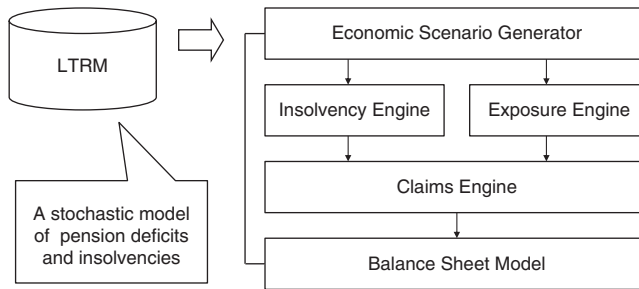 LTRM
A stochastic model
of pension deficits
and insolvencies
Economic Scenario Generator
Insolvency Engine
Exposure Engine
Claims Engine
Balance Sheet Model